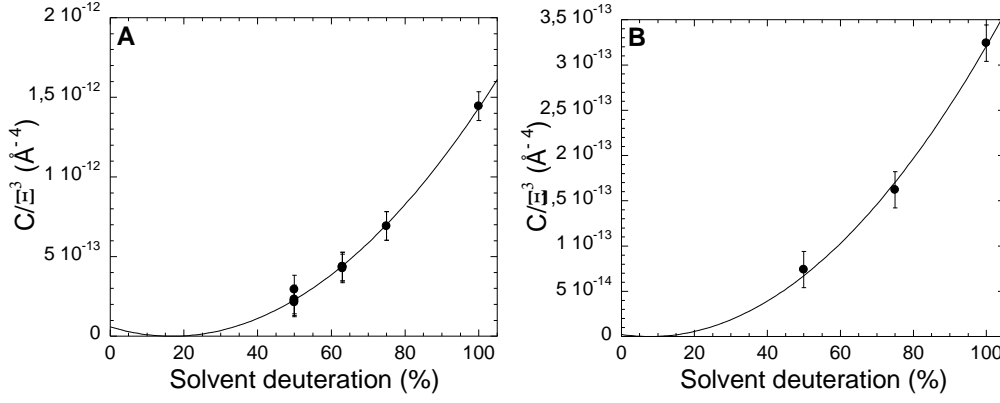 A
2 10-12
1,5 10-12
1 10-12
5 10-13
0
C/Ξ3 (Å-4)
0 20 40 60 80 100
Solvent deuteration (%)
B
3,5 10-13
3 10-13
2,5 10-13
2 10-13
1,5 10-13
1 10-13
5 10-14
0
C/Ξ3 (Å-4)
0 20 40 60 80 100
Solvent deuteration (%)